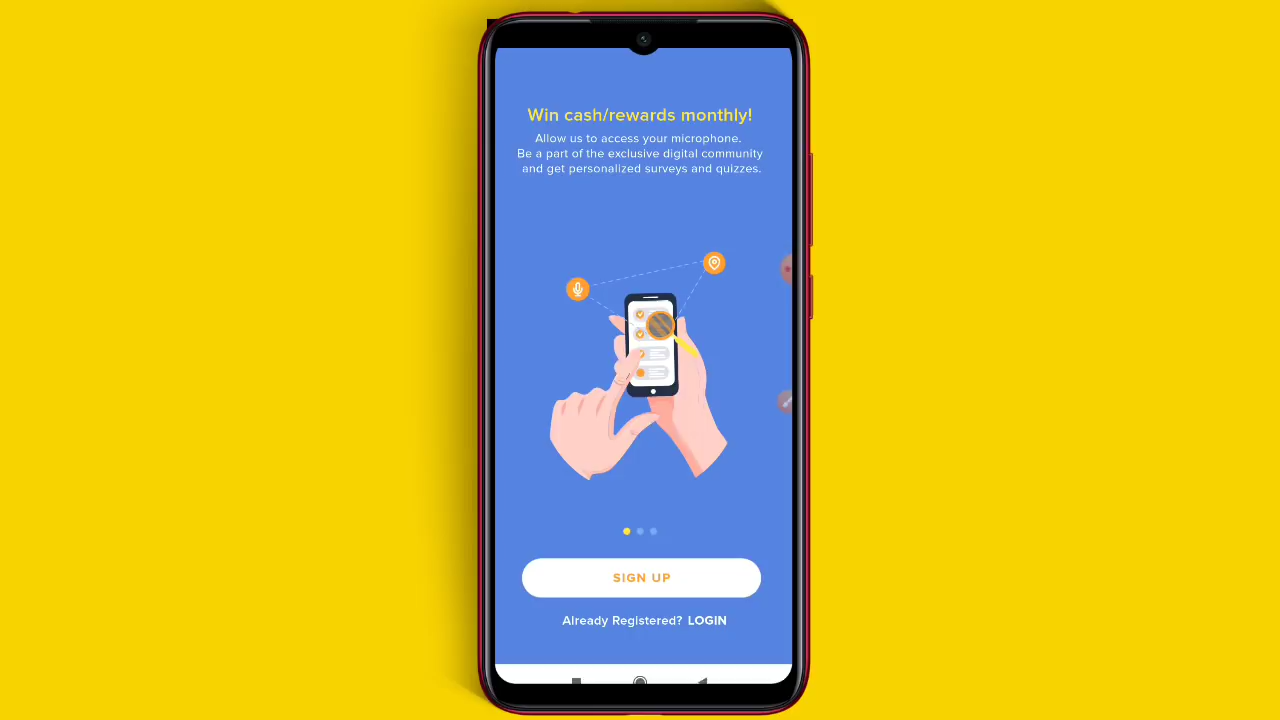 Win cash/rewards monthly!
Allow us to access your microphone.
Be a part of the exclusive digital community
and get personalized surveys and quizzes.
SIGN UP
Already Registered? LOGIN